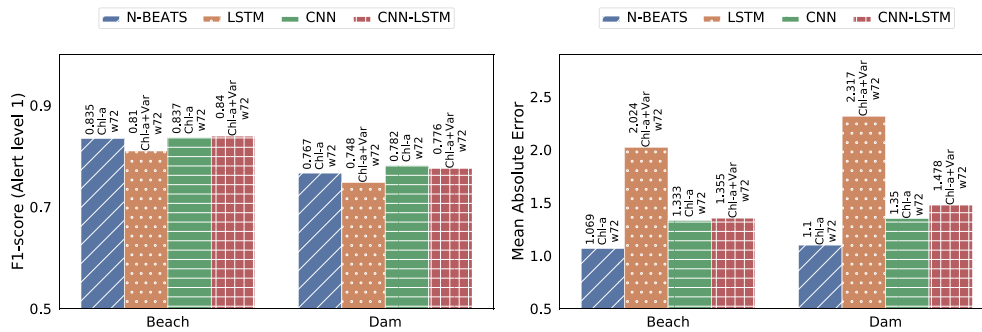 N-BEATS LSTM CNN CNN-LSTM
F1-score (Alert level 1)
0.9
0.7
0.5
0.835
Chl-a
w72
0.81
Chl-a+Var
w72
0.837
Chl-a
w72
0.84
Chl-a+Var
w72
0.767
Chl-a
w72
0.748
Chl-a+Var
w72
0.782
Chl-a
w72
0.776
Chl-a+Var
w72
Beach Dam
N-BEATS LSTM CNN CNN-LSTM
Mean Absolute Error
2.5
2.0
1.5
1.0
0.5
1.069
Chl-a
w72
2.024
Chl-a+Var
w72
1.333
Chl-a
w72
1.355
Chl-a+Var
w72
1.1
Chl-a
w72
2.317
Chl-a+Var
w72
1.35
Chl-a
w72
1.478
Chl-a+Var
w72
Beach Dam